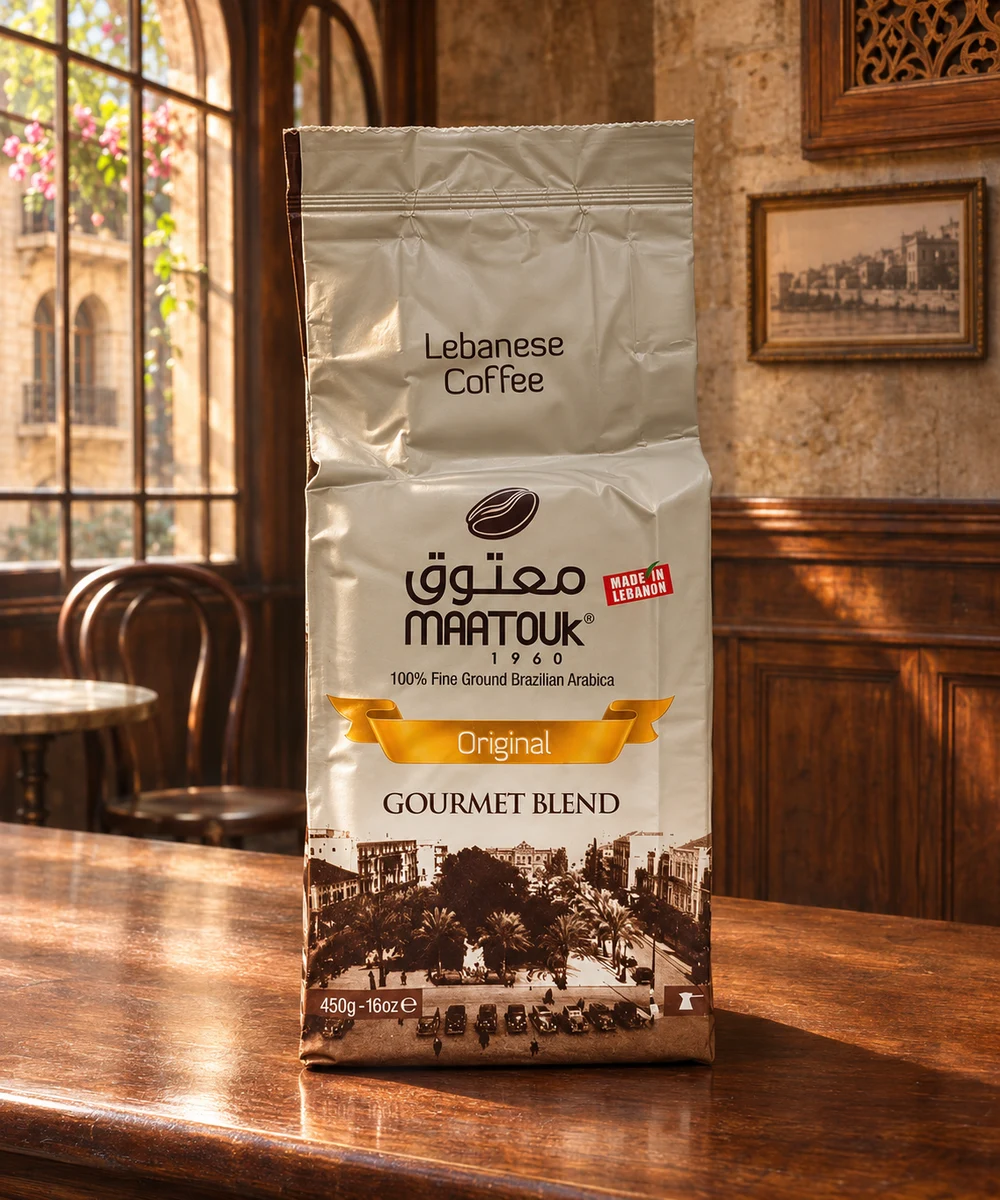 Lebanese
Coffee
معتوق
MAATOUK®
1960
MADE IN
LEBANON
100% Fine Ground Brazilian Arabica
Original
GOURMET BLEND
450g -16oz ℮